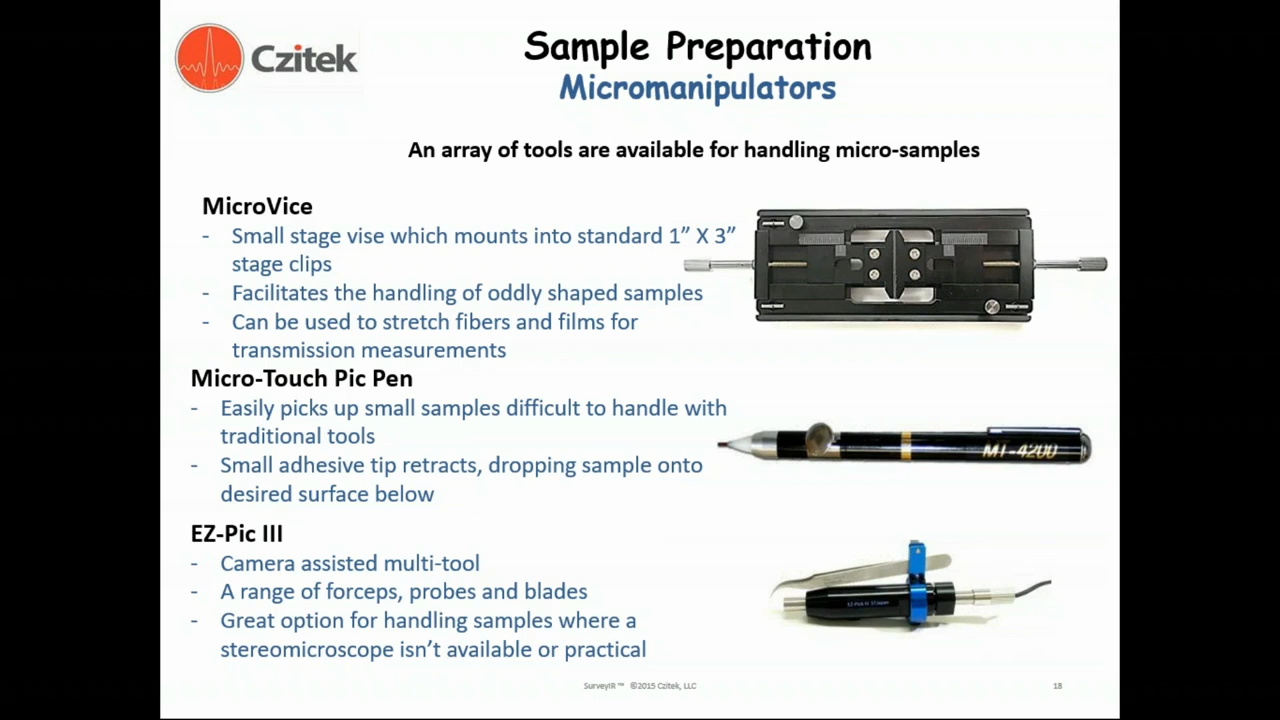 Czitek
Sample Preparation
Micromanipulators
An array of tools are available for handling micro-samples
MicroVice
- Small stage vise which mounts into standard 1” X 3”
stage clips
- Facilitates the handling of oddly shaped samples
- Can be used to stretch fibers and films for
transmission measurements
Micro-Touch Pic Pen
- Easily picks up small samples difficult to handle with
traditional tools
- Small adhesive tip retracts, dropping sample onto
desired surface below
MT-4200
EZ-Pic III
- Camera assisted multi-tool
- A range of forceps, probes and blades
- Great option for handling samples where a
stereomicroscope isn’t available or practical
SurveyIR™ ©2015 Czitek, LLC
18